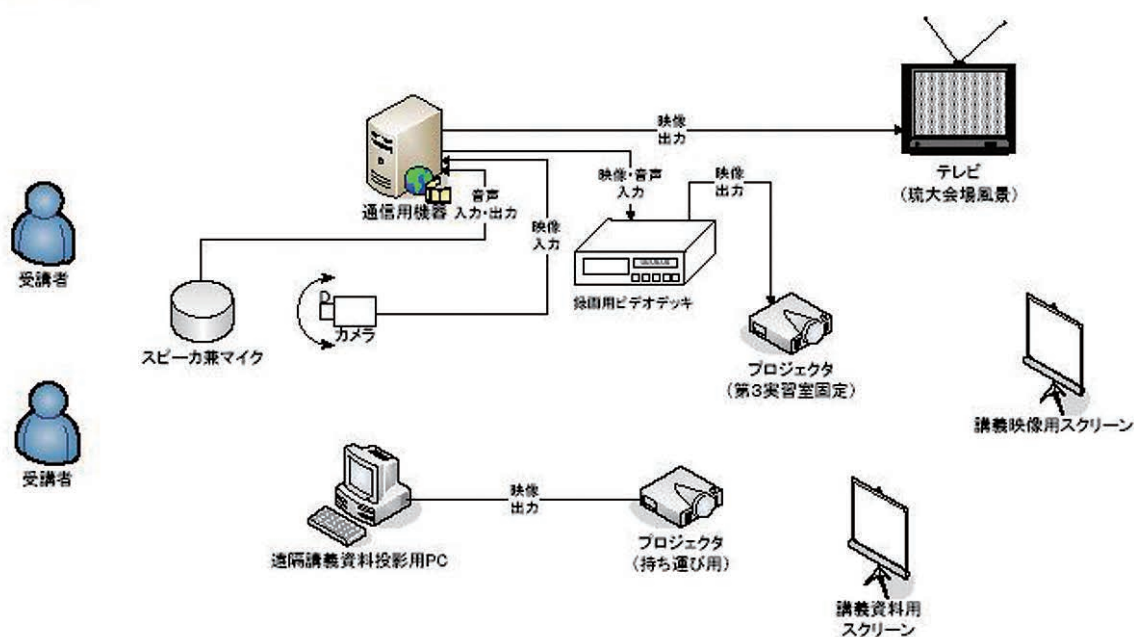 映像
出力
テレビ
（琉大会場風景）
通信用機器
音声
入力・出力
映像・音声
入力
映像
出力
映像
入力
受講者
録画用ビデオデッキ
スピーカ兼マイク
カメラ
プロジェクタ
（第3実習室固定）
講義映像用スクリーン
受講者
映像
出力
遠隔講義資料投影用PC
プロジェクタ
（持ち運び用）
講義資料用
スクリーン